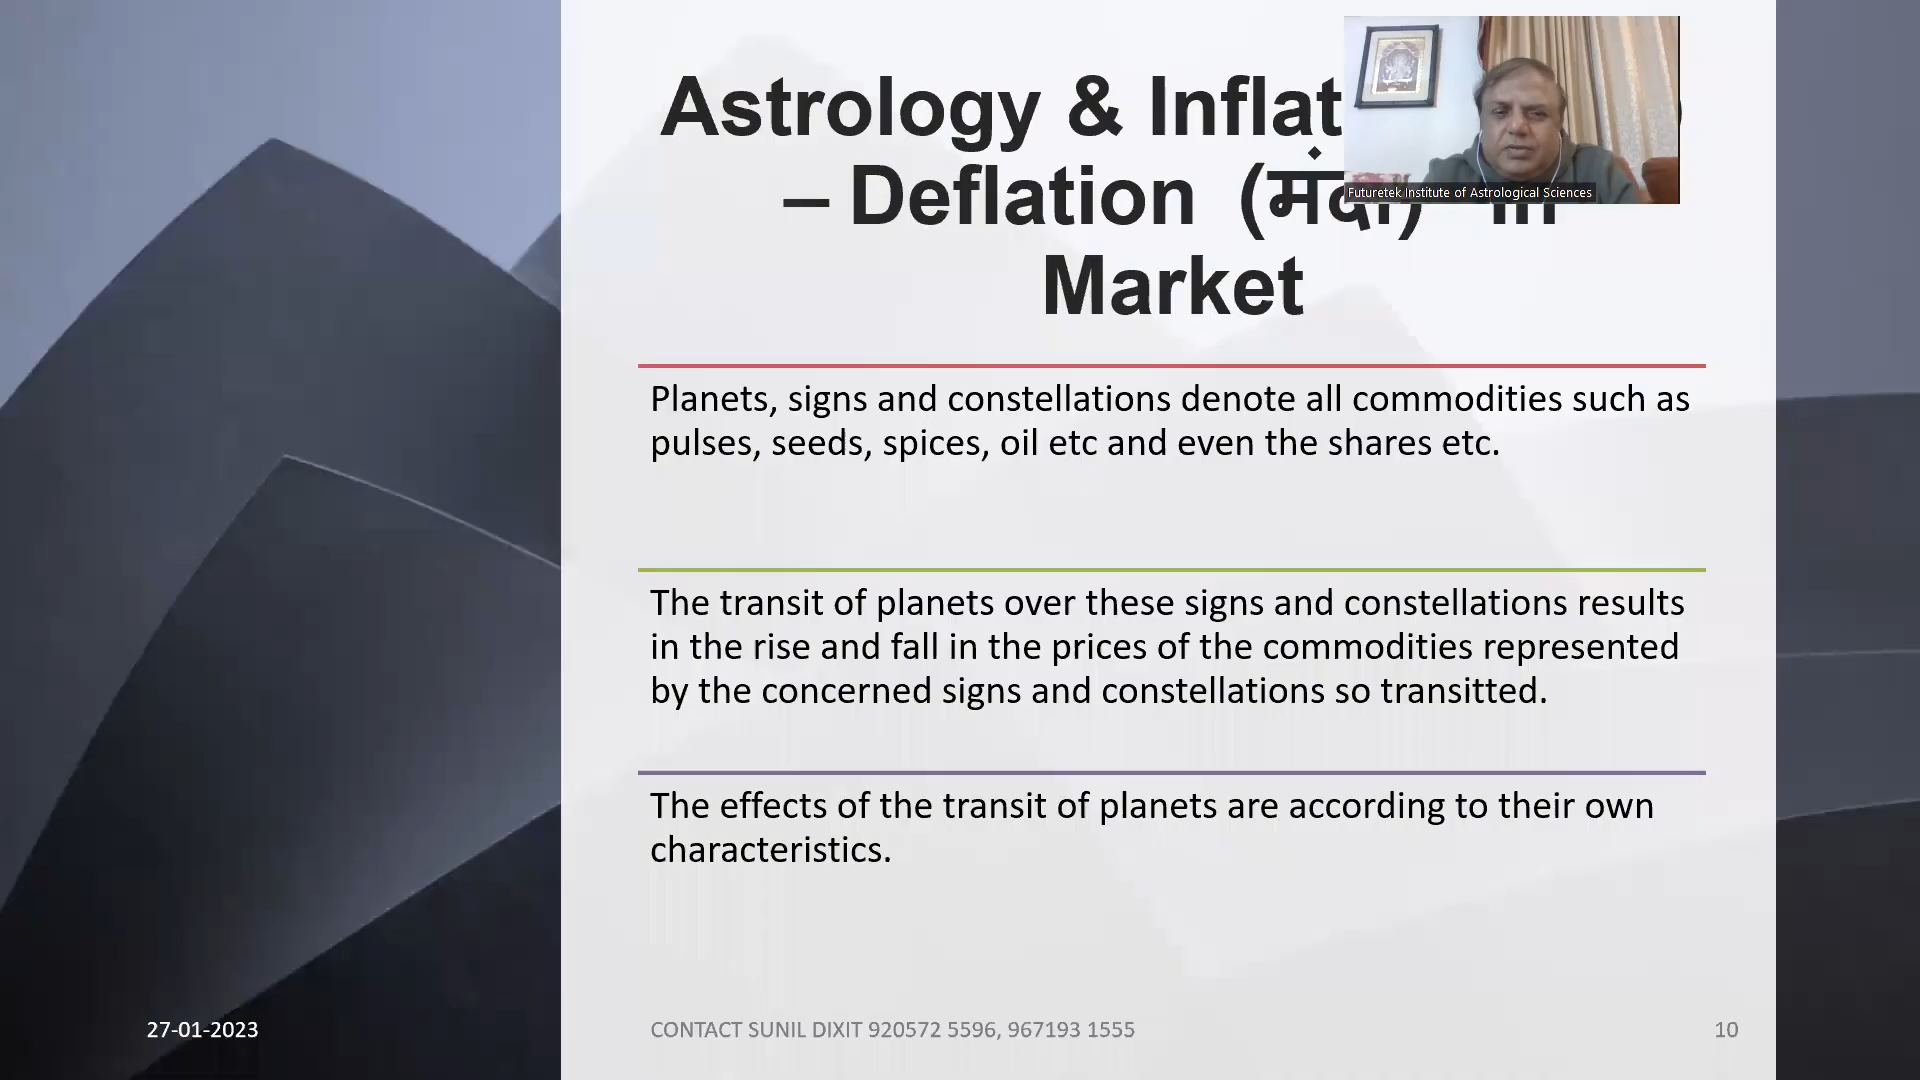 Astrology & Inflat
– Deflation (मंदी)
Market
Futuretek Institute of Astrological Sciences
Planets, signs and constellations denote all commodities such as
pulses, seeds, spices, oil etc and even the shares etc.
The transit of planets over these signs and constellations results
in the rise and fall in the prices of the commodities represented
by the concerned signs and constellations so transitted.
The effects of the transit of planets are according to their own
characteristics.
27-01-2023
CONTACT SUNIL DIXIT 920572 5596, 967193 1555
10